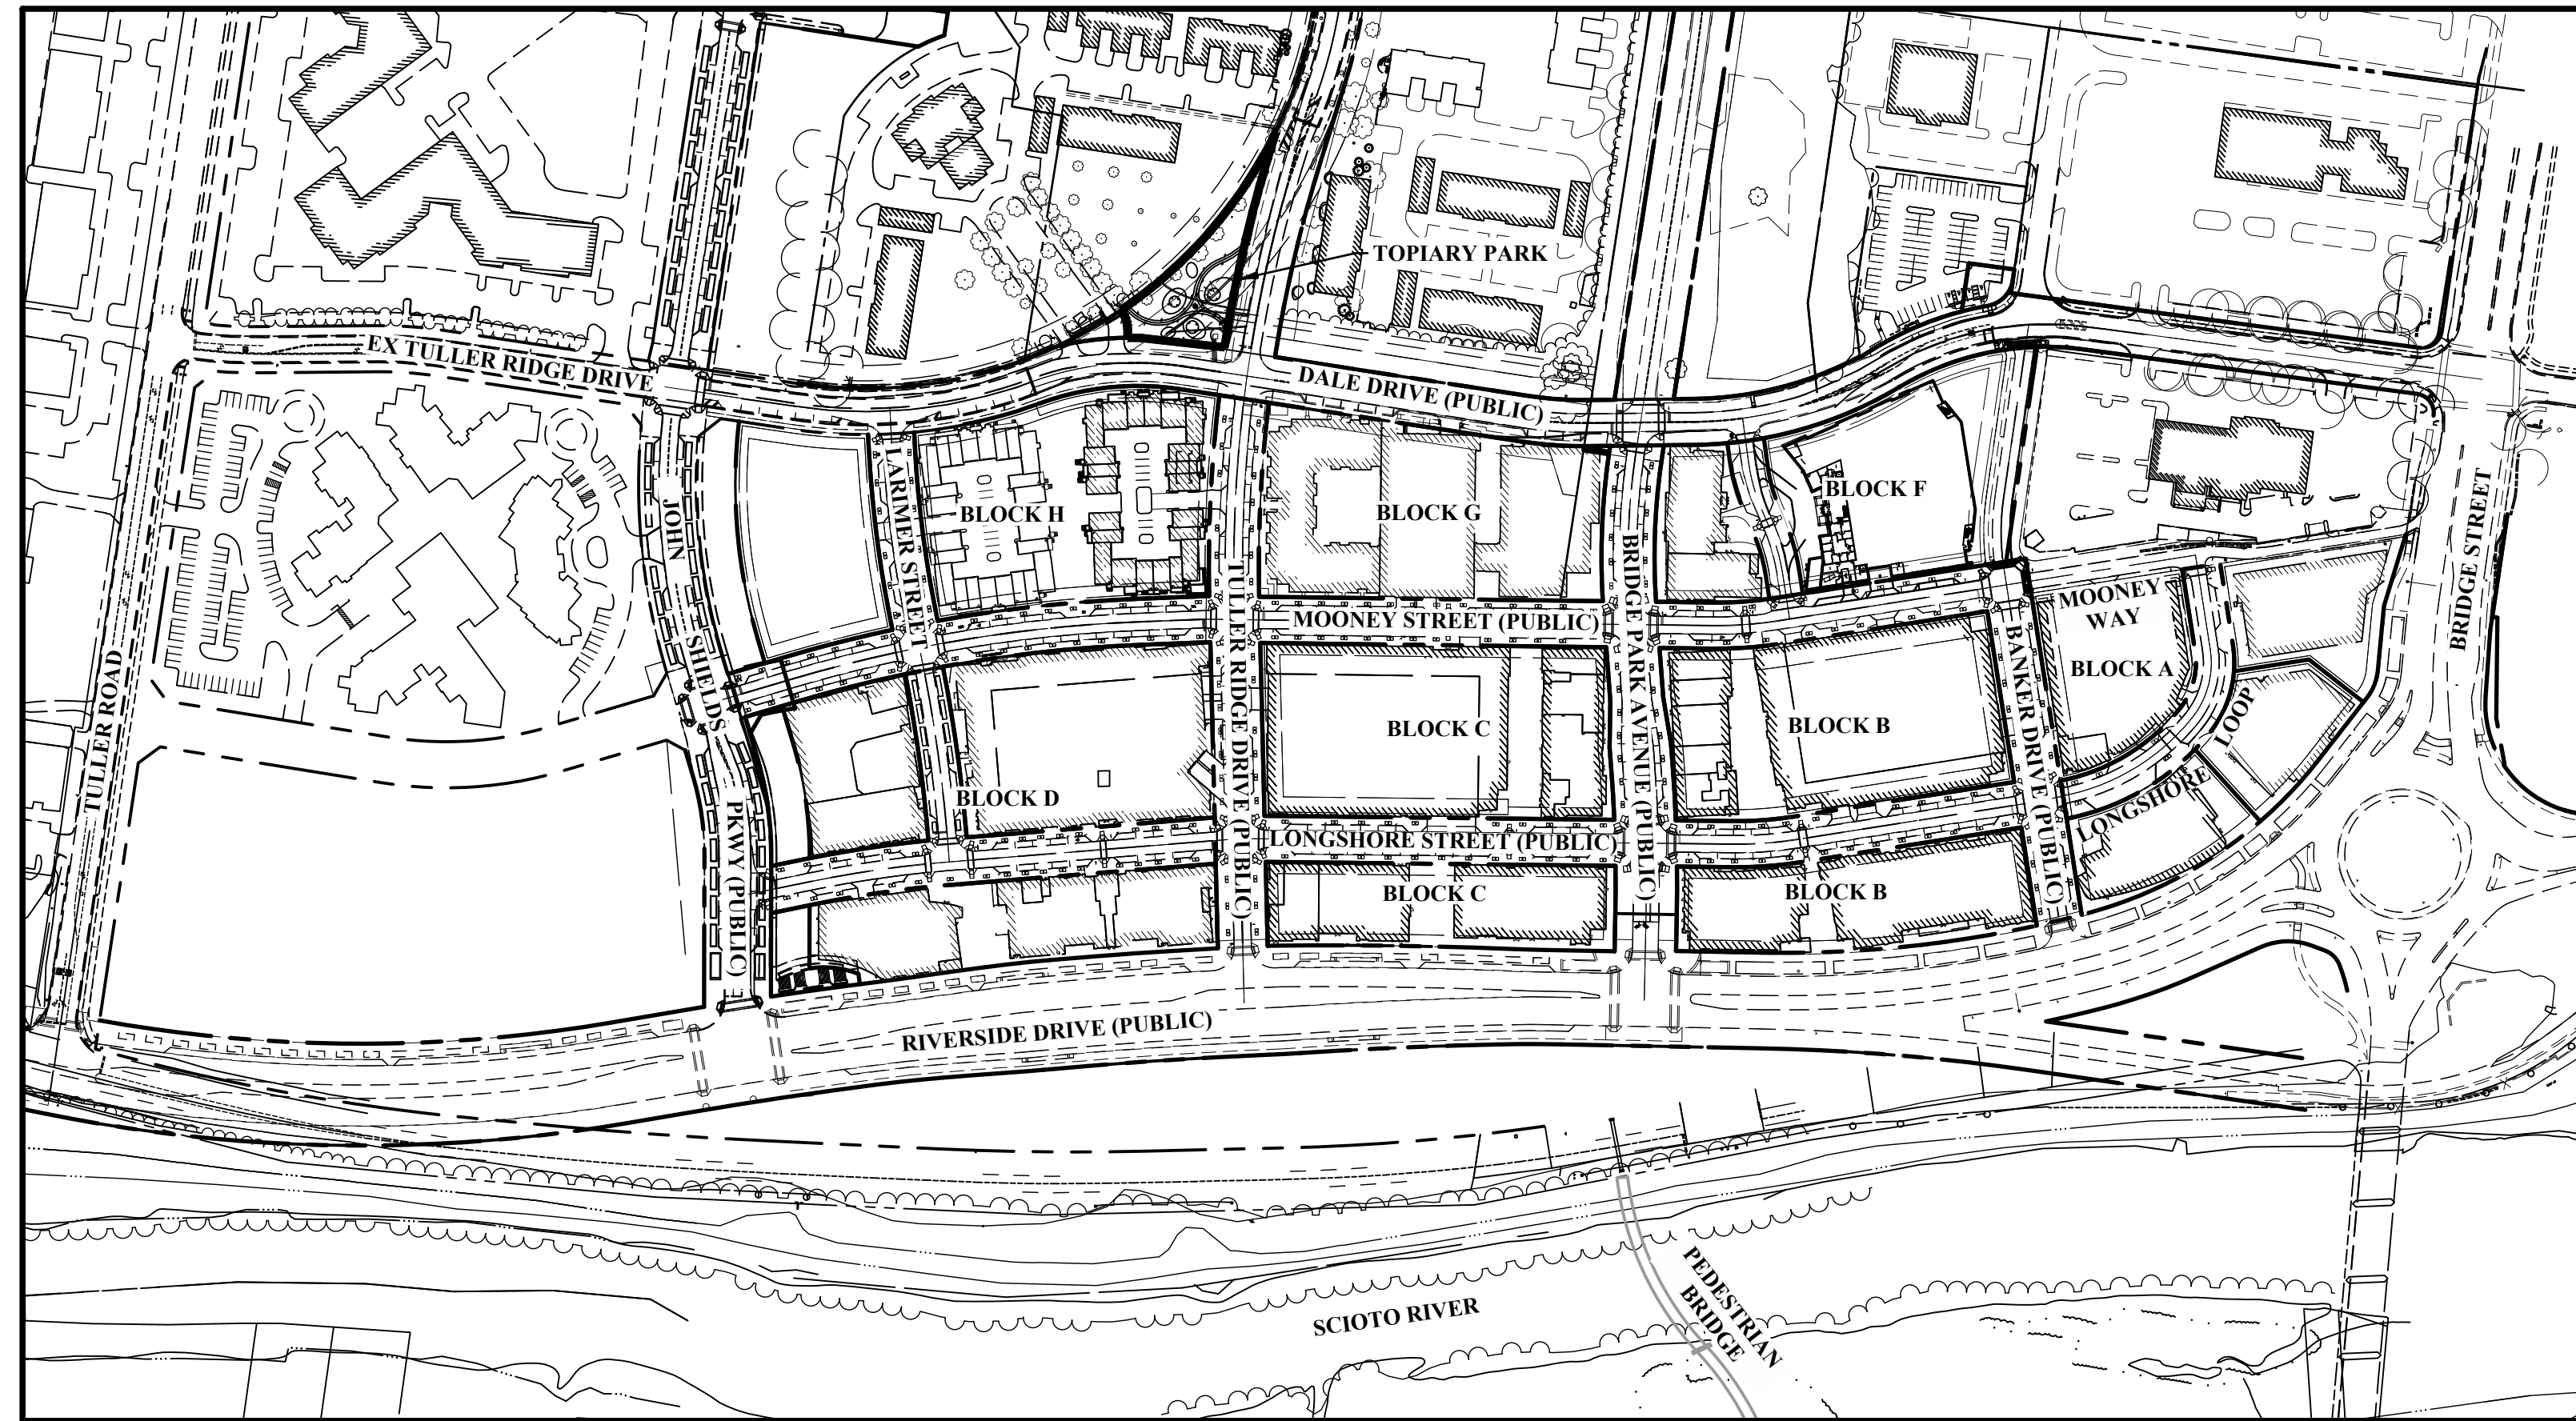 TOPIARY PARK
EX TULLER RIDGE DRIVE
DALE DRIVE (PUBLIC)
TULLER ROAD
JOHN SHIELDS PKWY (PUBLIC)
LARIMER STREET
BLOCK H
BLOCK G
BLOCK F
BRIDGE STREET
TULLER RIDGE DRIVE (PUBLIC)
MOONEY STREET (PUBLIC)
BRIDGE PARK AVENUE (PUBLIC)
BANKER DRIVE (PUBLIC)
MOONEY
WAY
BLOCK A
BLOCK D
BLOCK C
BLOCK B
LONGSHORE LOOP
LONGSHORE STREET (PUBLIC)
BLOCK C
BLOCK B
RIVERSIDE DRIVE (PUBLIC)
SCIOTO RIVER
PEDESTRIAN
BRIDGE